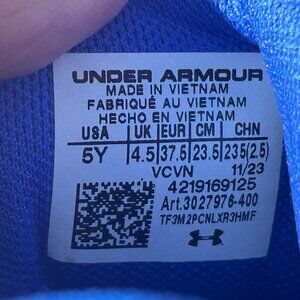 UNDER ARMOUR
MADE IN VIETNAM
FABRIQUÉ AU VIETNAM
HECHO EN VIETNAM
USA UK EUR CM CHN
5Y 4.5 37.5 23.5 235(2.5)
VCVN 11/23
4219169125
Art.3027976-400
TF3M2PCNLXR3HMF